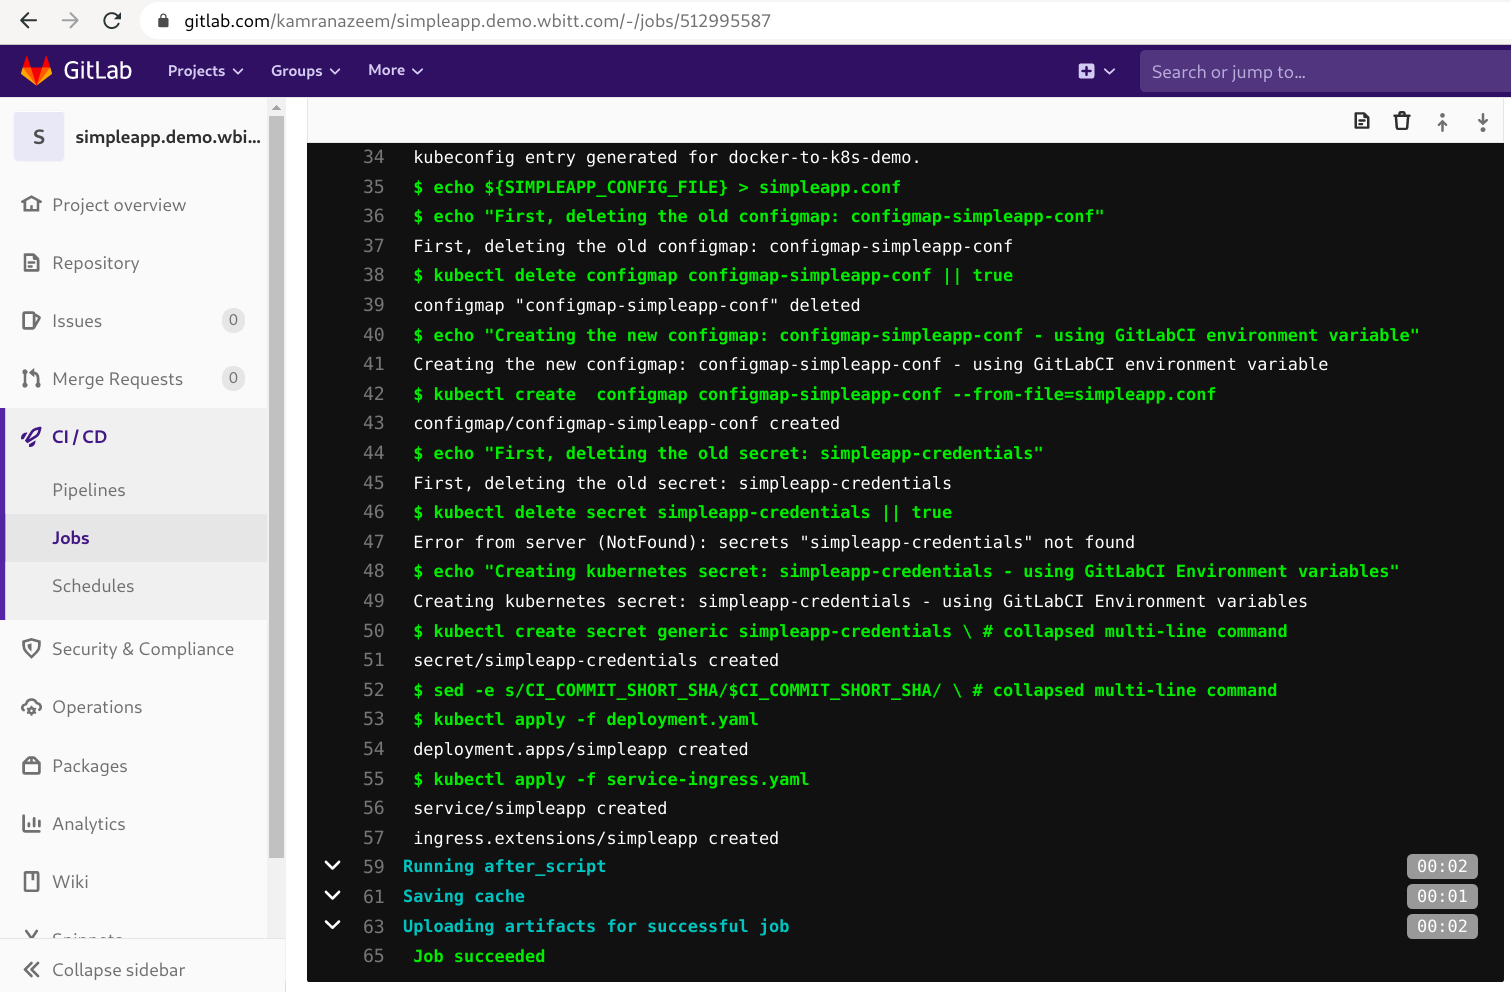 gitlab.com/kamranazeem/simpleapp.demo.wbitt.com/-/jobs/512995587
GitLab Projects Groups More Search or jump to...
S simpleapp.demo.wbi...
Project overview
Repository
Issues 0
Merge Requests 0
CI / CD
Pipelines
Jobs
Schedules
Security & Compliance
Operations
Packages
Analytics
Wiki
Snippets
Collapse sidebar
34 kubeconfig entry generated for docker-to-k8s-demo.
35 $ echo ${SIMPLEAPP_CONFIG_FILE} > simpleapp.conf
36 $ echo "First, deleting the old configmap: configmap-simpleapp-conf"
37 First, deleting the old configmap: configmap-simpleapp-conf
38 $ kubectl delete configmap configmap-simpleapp-conf || true
39 configmap "configmap-simpleapp-conf" deleted
40 $ echo "Creating the new configmap: configmap-simpleapp-conf - using GitLabCI environment variable"
41 Creating the new configmap: configmap-simpleapp-conf - using GitLabCI environment variable
42 $ kubectl create  configmap configmap-simpleapp-conf --from-file=simpleapp.conf
43 configmap/configmap-simpleapp-conf created
44 $ echo "First, deleting the old secret: simpleapp-credentials"
45 First, deleting the old secret: simpleapp-credentials
46 $ kubectl delete secret simpleapp-credentials || true
47 Error from server (NotFound): secrets "simpleapp-credentials" not found
48 $ echo "Creating kubernetes secret: simpleapp-credentials - using GitLabCI Environment variables"
49 Creating kubernetes secret: simpleapp-credentials - using GitLabCI Environment variables
50 $ kubectl create secret generic simpleapp-credentials \ # collapsed multi-line command
51 secret/simpleapp-credentials created
52 $ sed -e s/CI_COMMIT_SHORT_SHA/$CI_COMMIT_SHORT_SHA/ \ # collapsed multi-line command
53 $ kubectl apply -f deployment.yaml
54 deployment.apps/simpleapp created
55 $ kubectl apply -f service-ingress.yaml
56 service/simpleapp created
57 ingress.extensions/simpleapp created
59 Running after_script 00:02
61 Saving cache 00:01
63 Uploading artifacts for successful job 00:02
65 Job succeeded